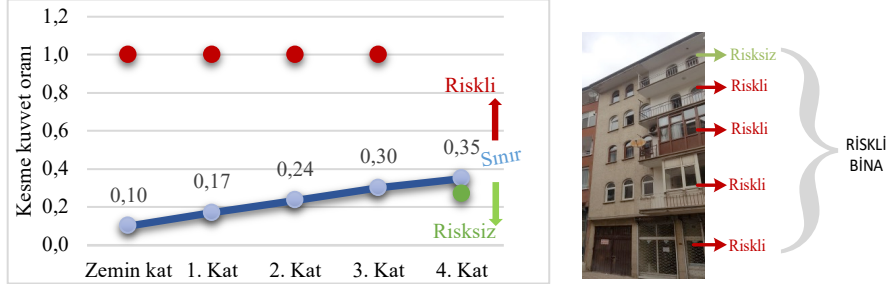 Kesme kuvvet oranı
1,2
1,0
0,8
0,6
0,4
0,2
0,0
0,10
0,17
0,24
0,30
0,35
Riskli
Sınır
Risksiz
Zemin kat
1. Kat
2. Kat
3. Kat
4. Kat
Risksiz
Riskli
Riskli
Riskli
Riskli
RİSKLİ
BİNA